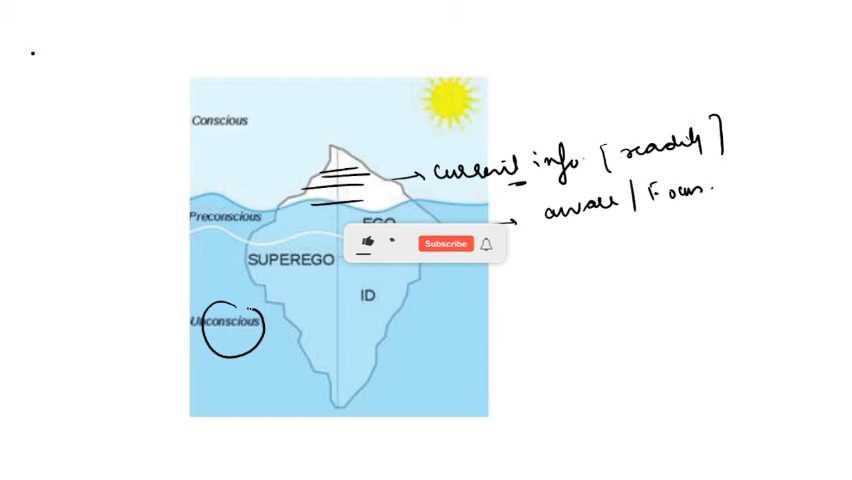 Conscious
current info. [readily]
aware / Focus.
Preconscious
EGO
Subscribe
SUPEREGO
ID
Unconscious